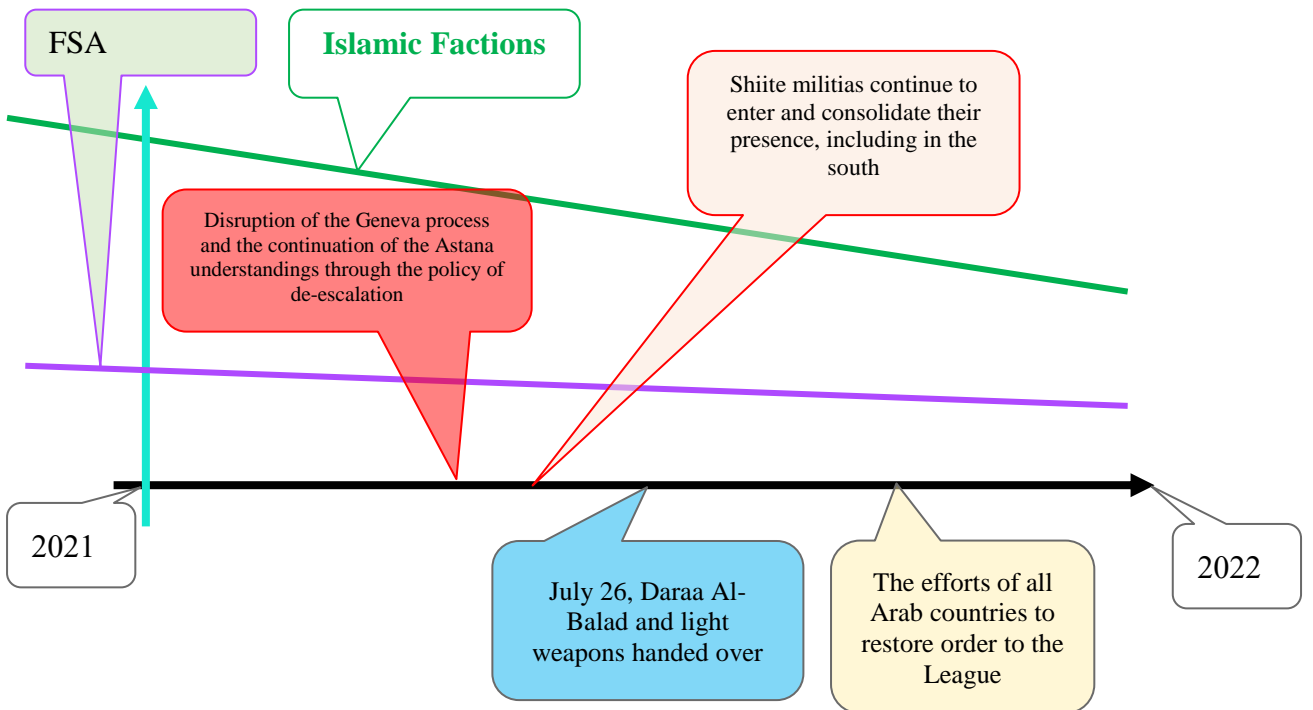 FSA
Islamic Factions
Shiite militias continue to
enter and consolidate their
presence, including in the
south
Disruption of the Geneva process
and the continuation of the Astana
understandings through the policy of
de-escalation
2021
July 26, Daraa Al-
Balad and light
weapons handed over
The efforts of all
Arab countries to
restore order to the
League
2022